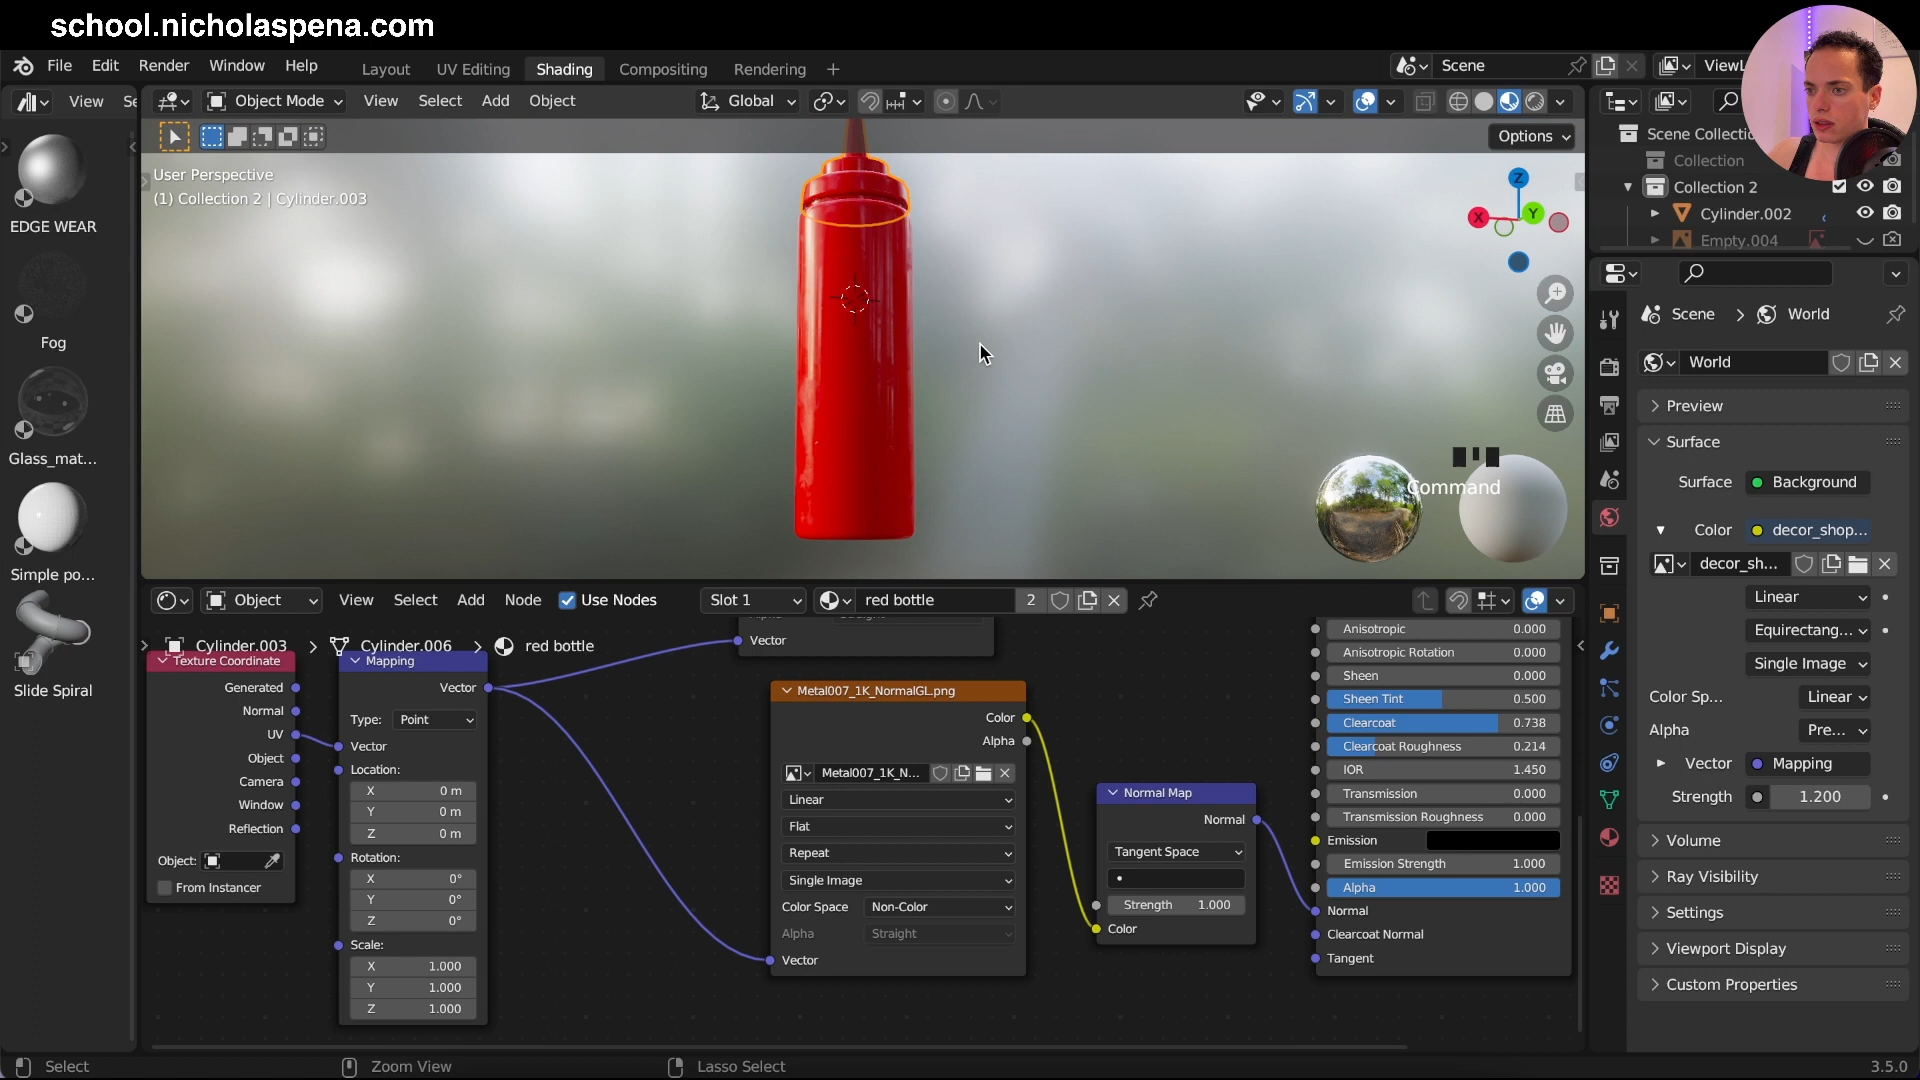 school.nicholaspena.com
File Edit Render Window Help Layout UV Editing Shading Compositing Rendering + Scene ViewL
View Se Object Mode View Select Add Object Global
Options
User Perspective
(1) Collection 2 | Cylinder.003
EDGE WEAR
Fog
Glass_mat...
Simple po...
Slide Spiral
X Y Z
Command
Scene Collectio
Collection
Collection 2
Cylinder.002
Empty.004
Scene > World
World
Preview
Surface
Surface Background
Color decor_shop...
decor_sh...
Linear
Equirectang...
Single Image
Color Sp... Linear
Alpha Pre...
Vector Mapping
Strength 1.200
Volume
Ray Visibility
Settings
Viewport Display
Custom Properties
Object View Select Add Node Use Nodes Slot 1 red bottle 2
Cylinder.003 > Cylinder.006 > red bottle
Texture Coordinate
Generated
Normal
UV
Object
Camera
Window
Reflection
Object:
From Instancer
Mapping
Vector
Type: Point
Vector
Location:
X 0 m
Y 0 m
Z 0 m
Rotation:
X 0°
Y 0°
Z 0°
Scale:
X 1.000
Y 1.000
Z 1.000
Vector
Metal007_1K_NormalGL.png
Color
Alpha
Metal007_1K_N...
Linear
Flat
Repeat
Single Image
Color Space Non-Color
Alpha Straight
Vector
Normal Map
Normal
Tangent Space
Strength 1.000
Color
Anisotropic 0.000
Anisotropic Rotation 0.000
Sheen 0.000
Sheen Tint 0.500
Clearcoat 0.738
Clearcoat Roughness 0.214
IOR 1.450
Transmission 0.000
Transmission Roughness 0.000
Emission
Emission Strength 1.000
Alpha 1.000
Normal
Clearcoat Normal
Tangent
Select Zoom View Lasso Select 3.5.0